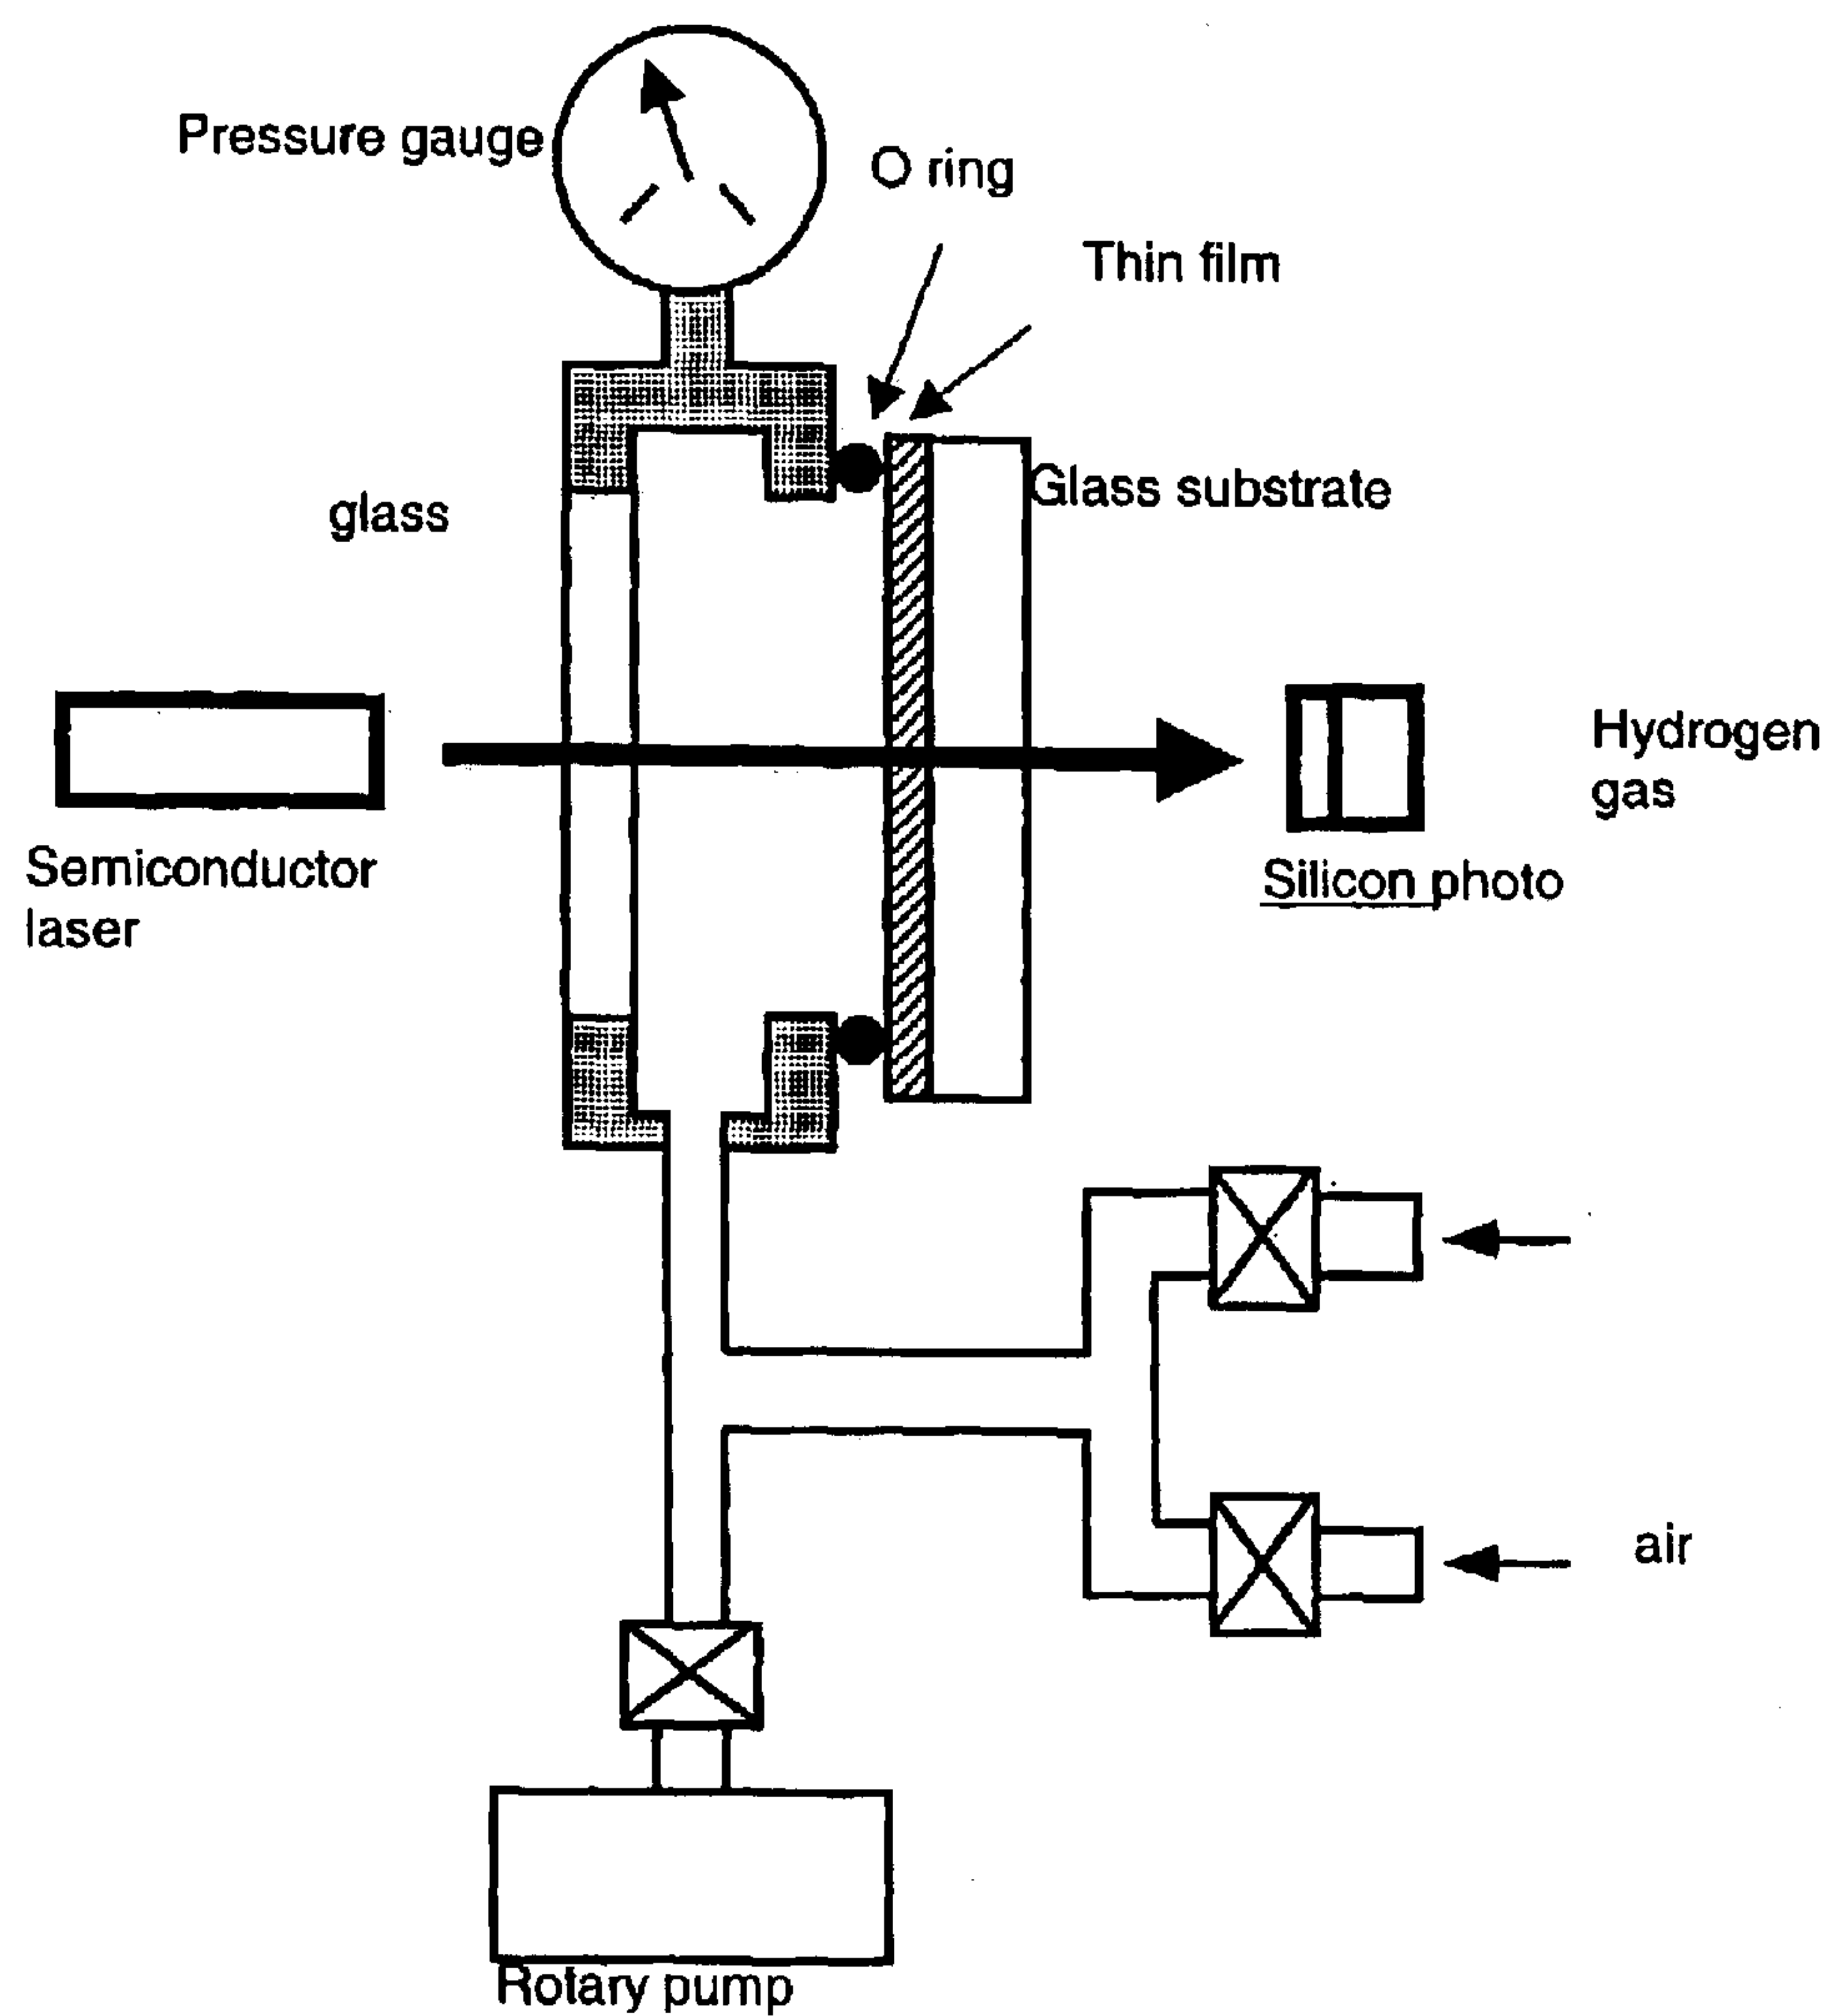 Pressure gauge
O ring
Thin film
glass
Glass substrate
Hydrogen
gas
Semiconductor
laser
Silicon photo
air
Rotary pump